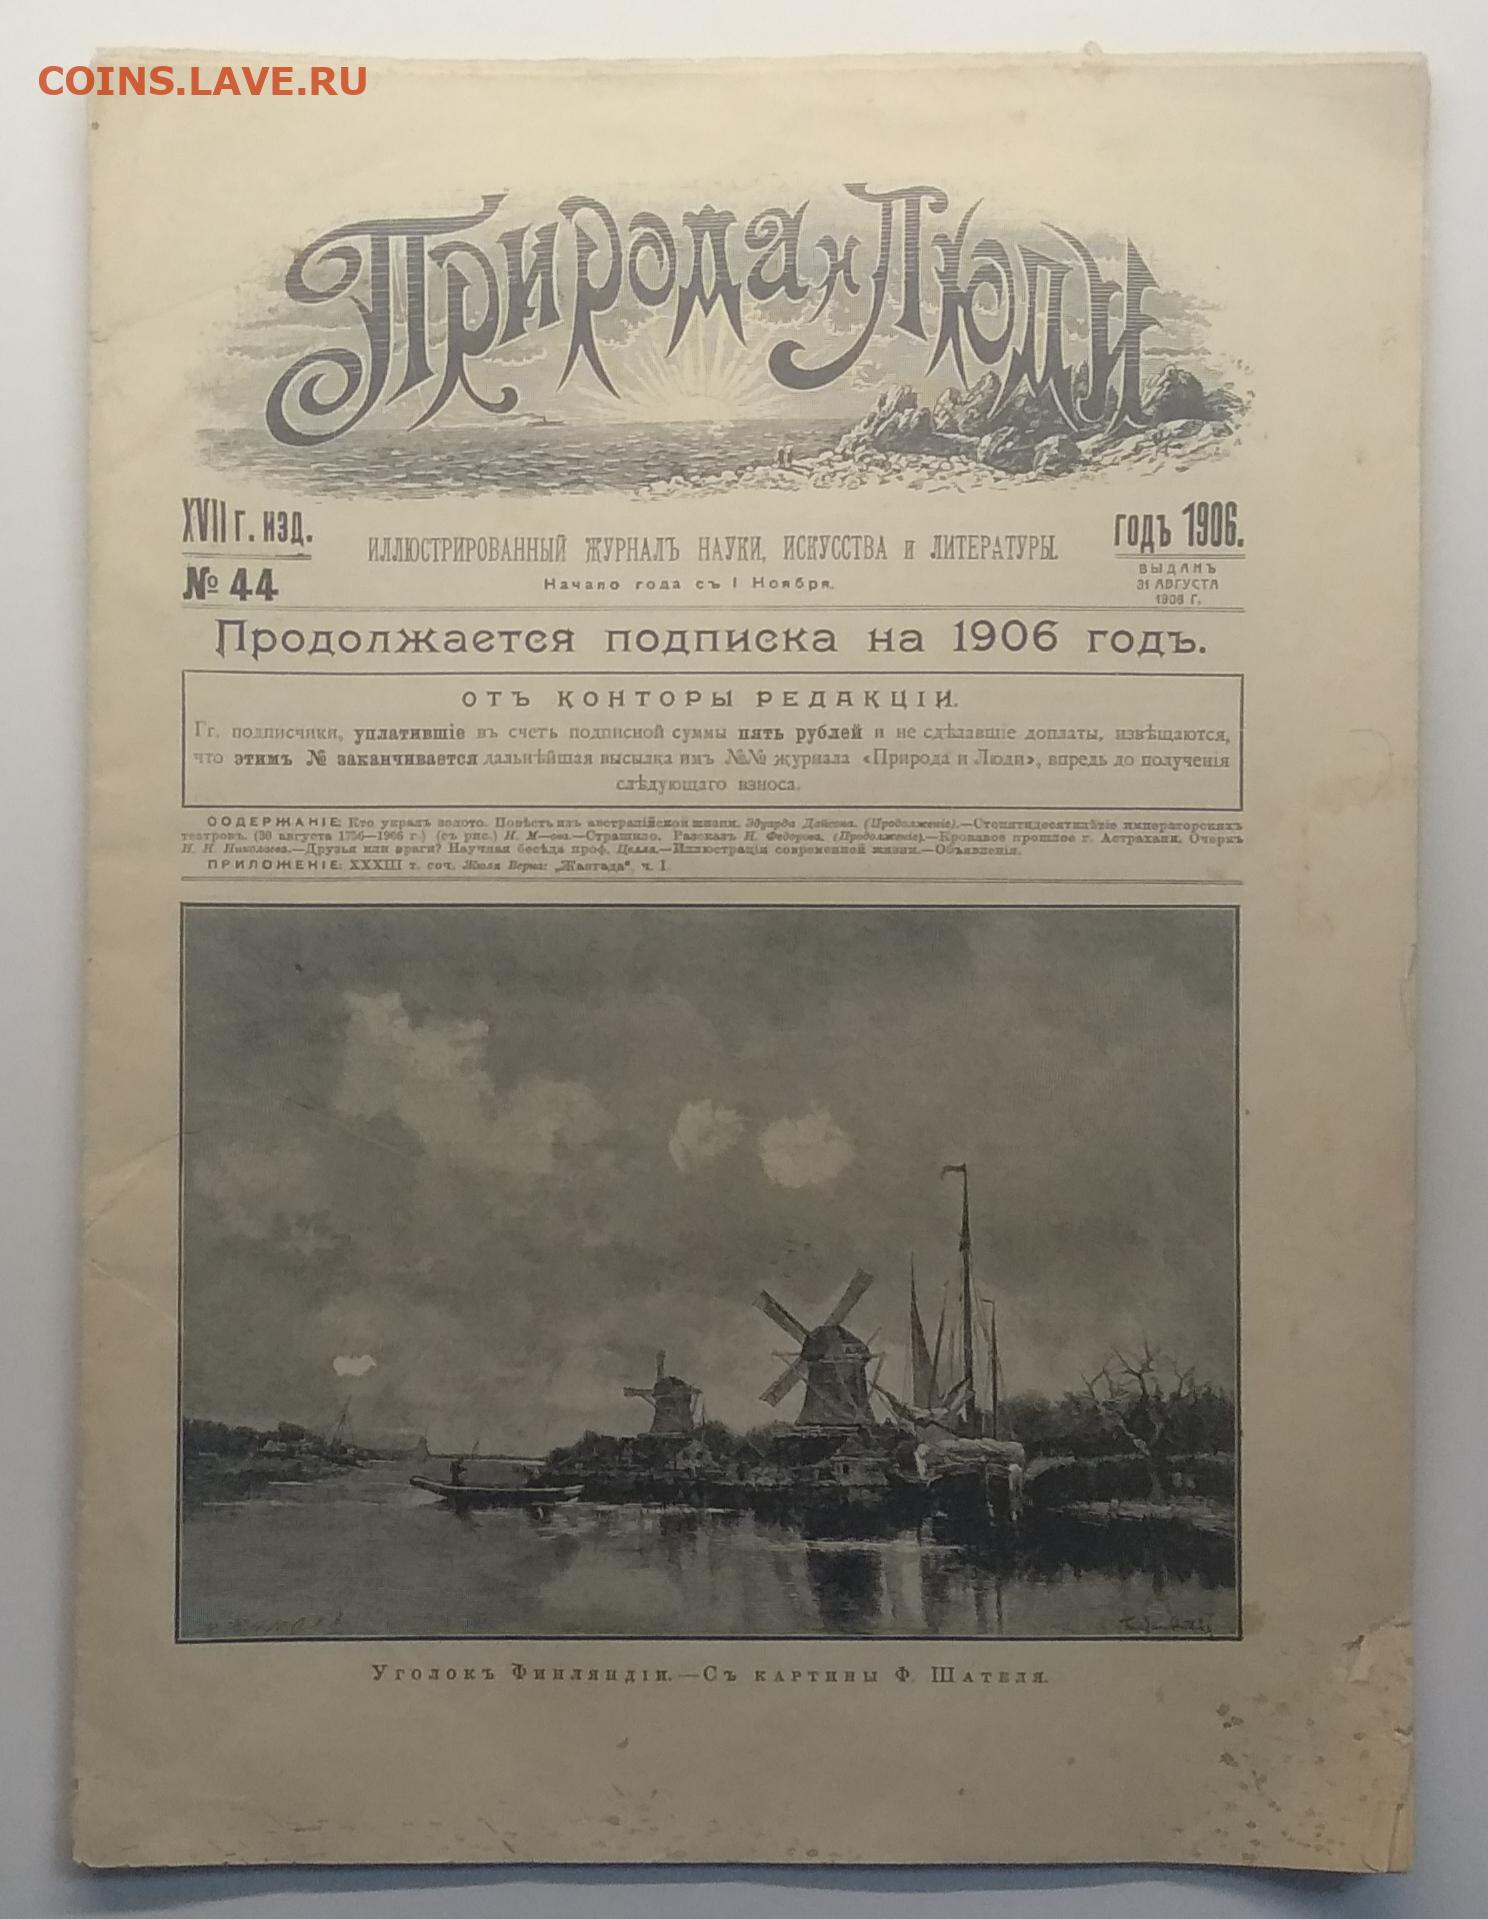 COINS.LAVE.RU
Природа и Люди
XVII г. изд.
№ 44
ИЛЛЮСТРИРОВАННЫЙ ЖУРНАЛЪ НАУКИ, ИСКУССТВА и ЛИТЕРАТУРЫ.
Начало года съ 1 Ноября.
годъ 1906.
ВЫДАНЪ
31 АВГУСТА
1906 Г.
Продолжается подписка на 1906 годъ.
ОТЪ КОНТОРЫ РЕДАКЦІИ.
Гг. подписчики, уплатившіе въ счетъ подписной суммы пять рублей и не сдѣлавшіе доплаты, извѣщаются,
что этимъ № заканчивается дальнѣйшая высылка имъ №№ журнала «Природа и Люди», впредь до полученія
слѣдующаго взноса.
СОДЕРЖАНІЕ: Кто укралъ золото. Повѣсть изъ австралійской жизни. Эдуарда Дайсона. (Продолженіе).—Стопятидесятилѣтіе императорскихъ
театровъ. (30 августа 1756—1906 г.) (съ рис.) Н. М—ова.—Страшило. Разсказъ Н. Федорова. (Продолженіе).—Кровавое прошлое г. Астрахани. Очеркъ
Н. Н. Николаева.—Друзья или враги? Научная бесѣда проф. Целла.—Иллюстраціи современной жизни.—Объявленія.
ПРИЛОЖЕНІЕ: XXXIII т. соч. Жюля Верна: „Жангада“, ч. I.
Уголокъ Финляндіи.—Съ картины Ф. Шателя.